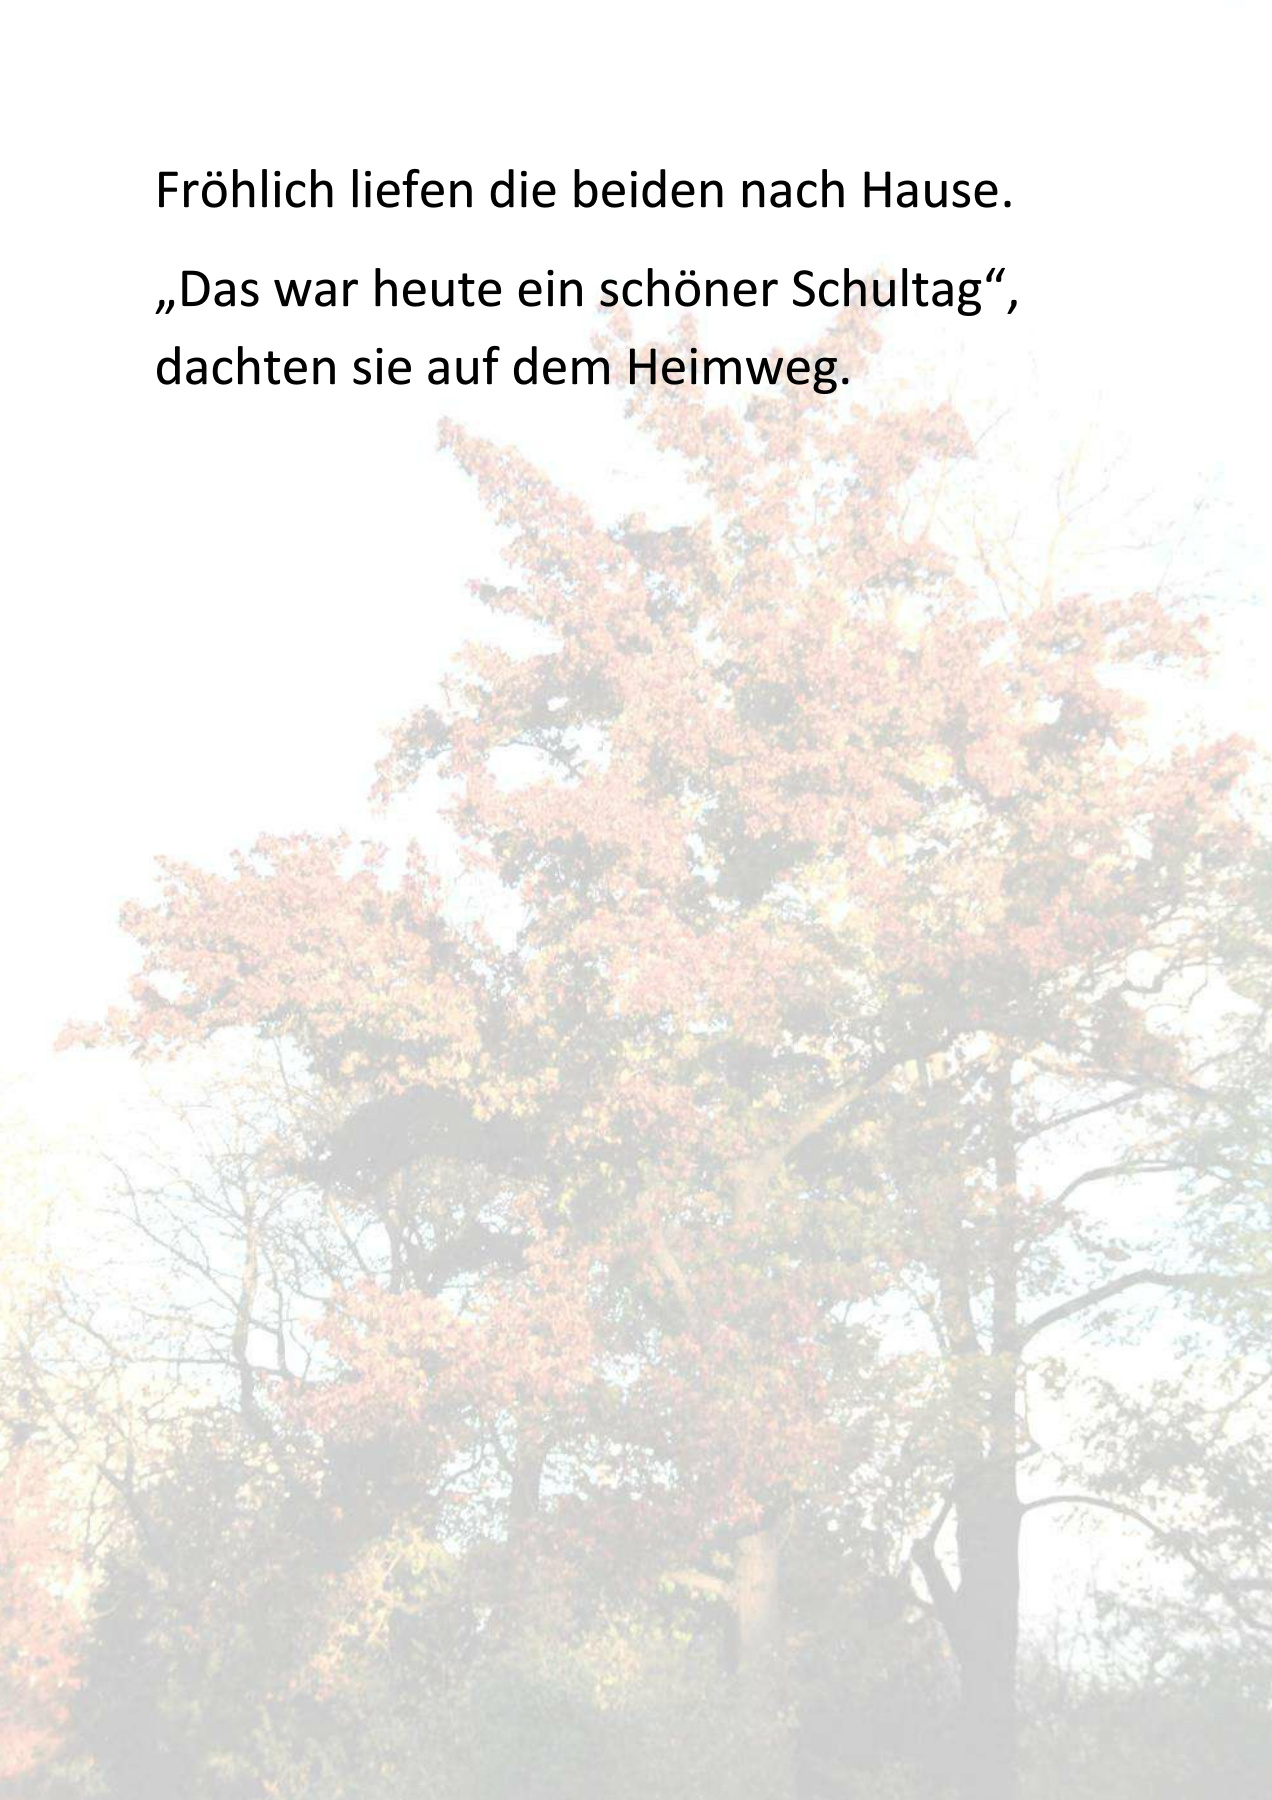 Fröhlich liefen die beiden nach Hause.
„Das war heute ein schöner Schultag“,
dachten sie auf dem Heimweg.